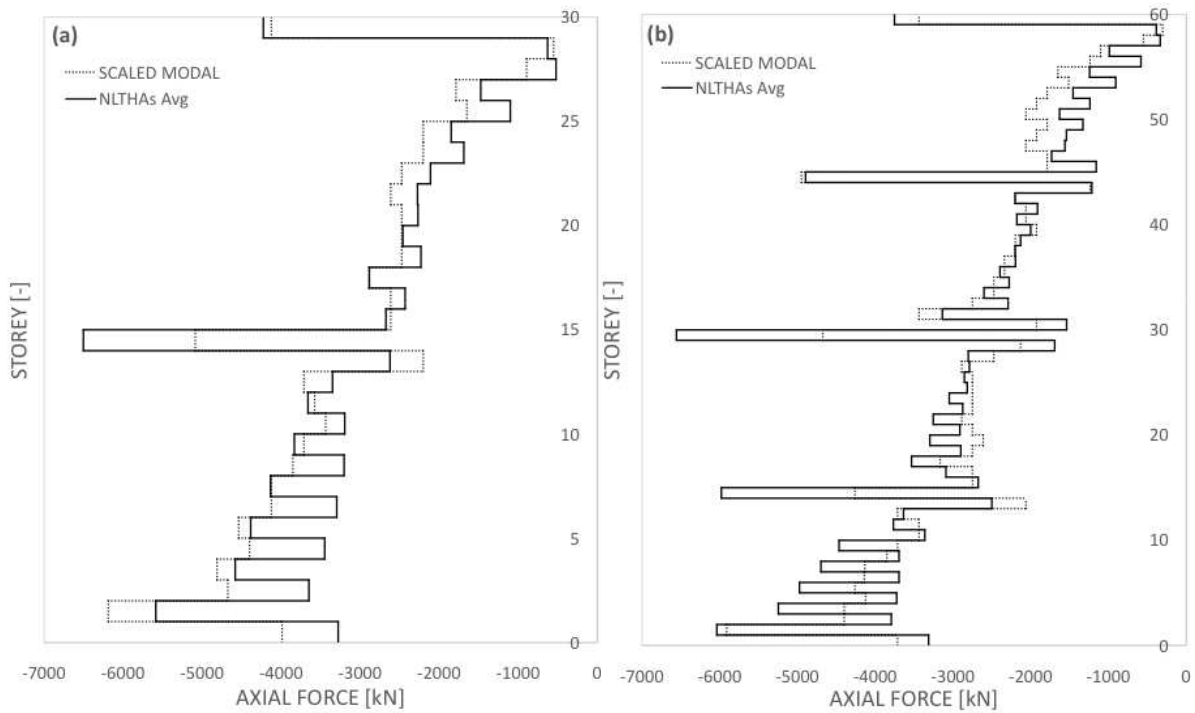 (a)
SCALED MODAL
NLTHAs Avg
30
25
20
15
10
5
0
STOREY [-]
-7000 -6000 -5000 -4000 -3000 -2000 -1000 0
AXIAL FORCE [kN]
(b)
SCALED MODAL
NLTHAs Avg
60
50
40
30
20
10
0
STOREY [-]
-7000 -6000 -5000 -4000 -3000 -2000 -1000 0
AXIAL FORCE [kN]